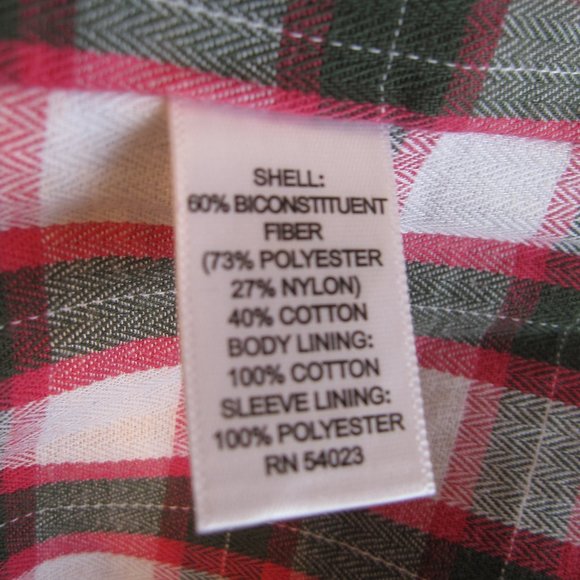 SHELL:
60% BICONSTITUENT
FIBER
(73% POLYESTER
27% NYLON)
40% COTTON
BODY LINING:
100% COTTON
SLEEVE LINING:
100% POLYESTER
RN 54023